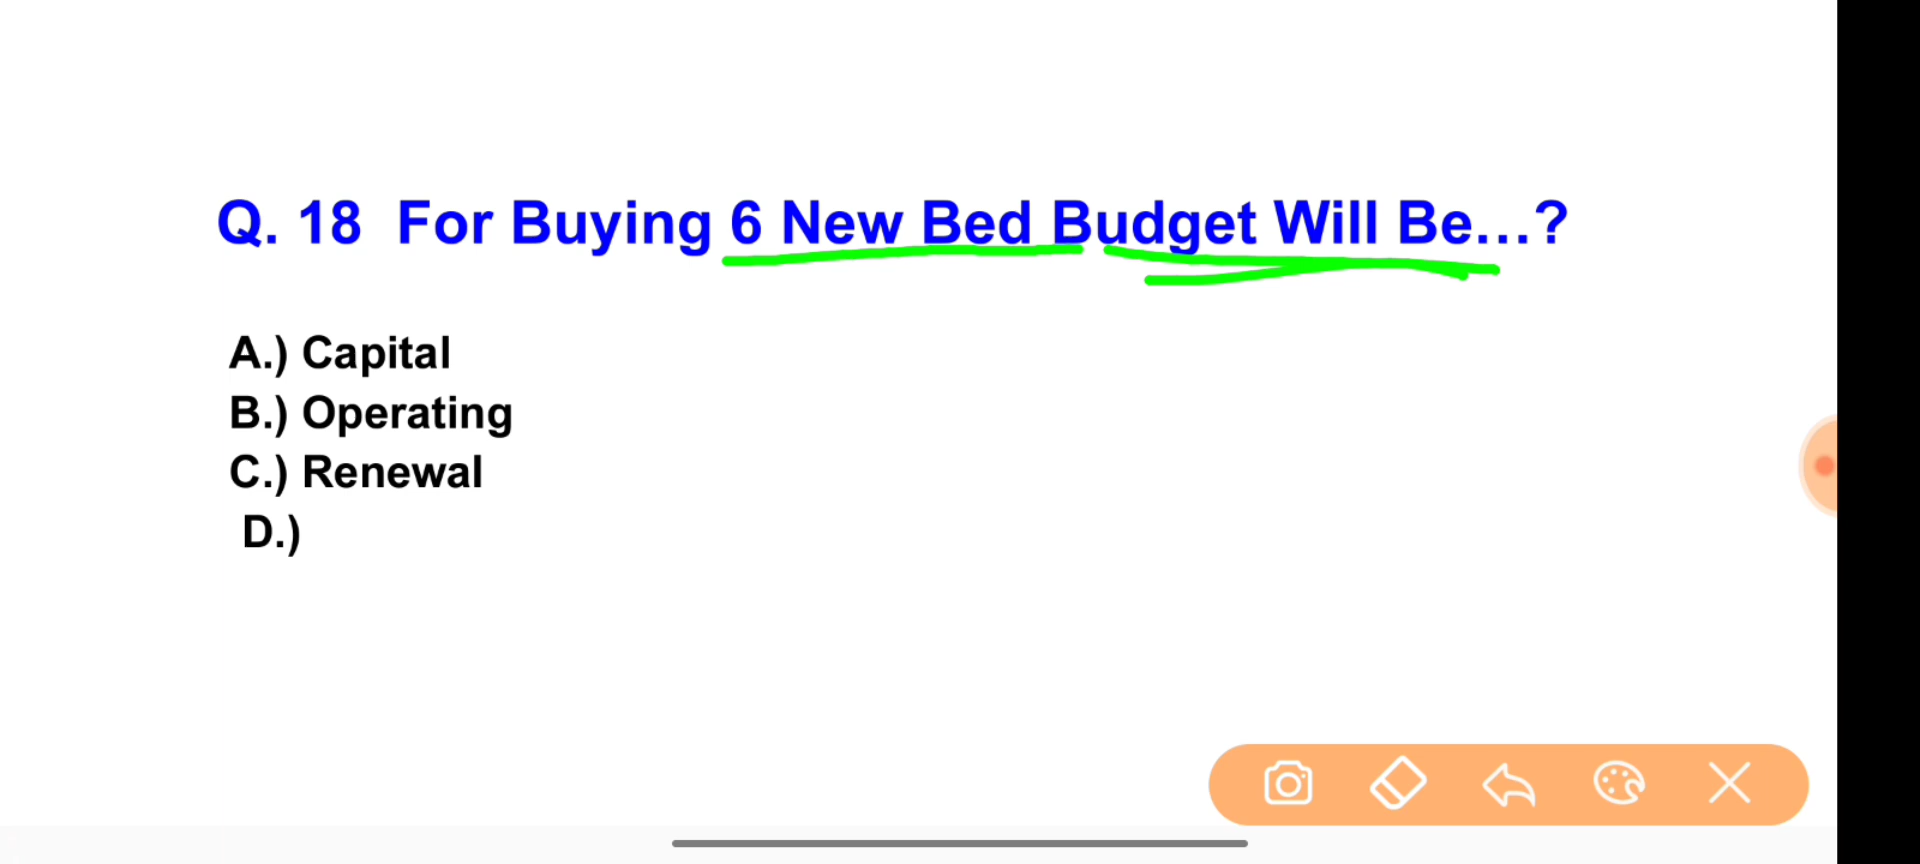 Q. 18 For Buying 6 New Bed Budget Will Be...?
A.) Capital
B.) Operating
C.) Renewal
D.)